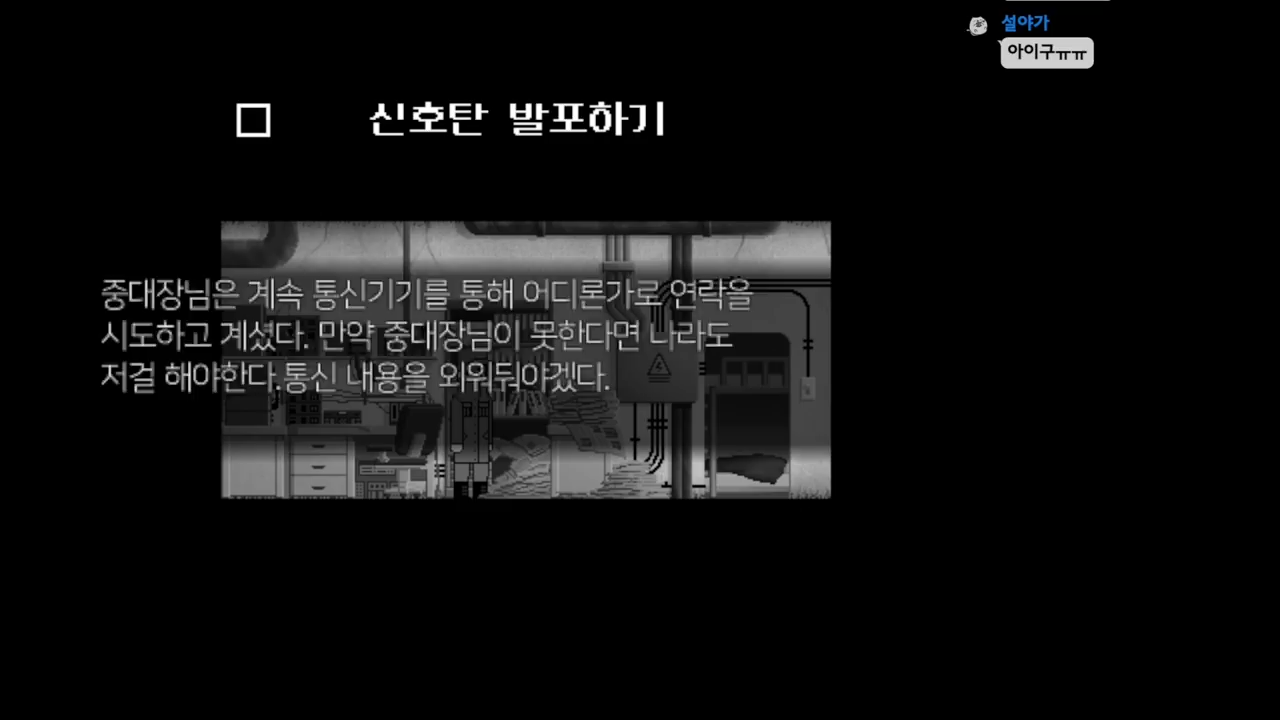 설야가
아이구ㅠㅠ
신호탄 발포하기
중대장님은 계속 통신기기를 통해 어디론가로 연락을
시도하고 계셨다. 만약 중대장님이 못한다면 나라도
저걸 해야한다.통신 내용을 외워둬야겠다.